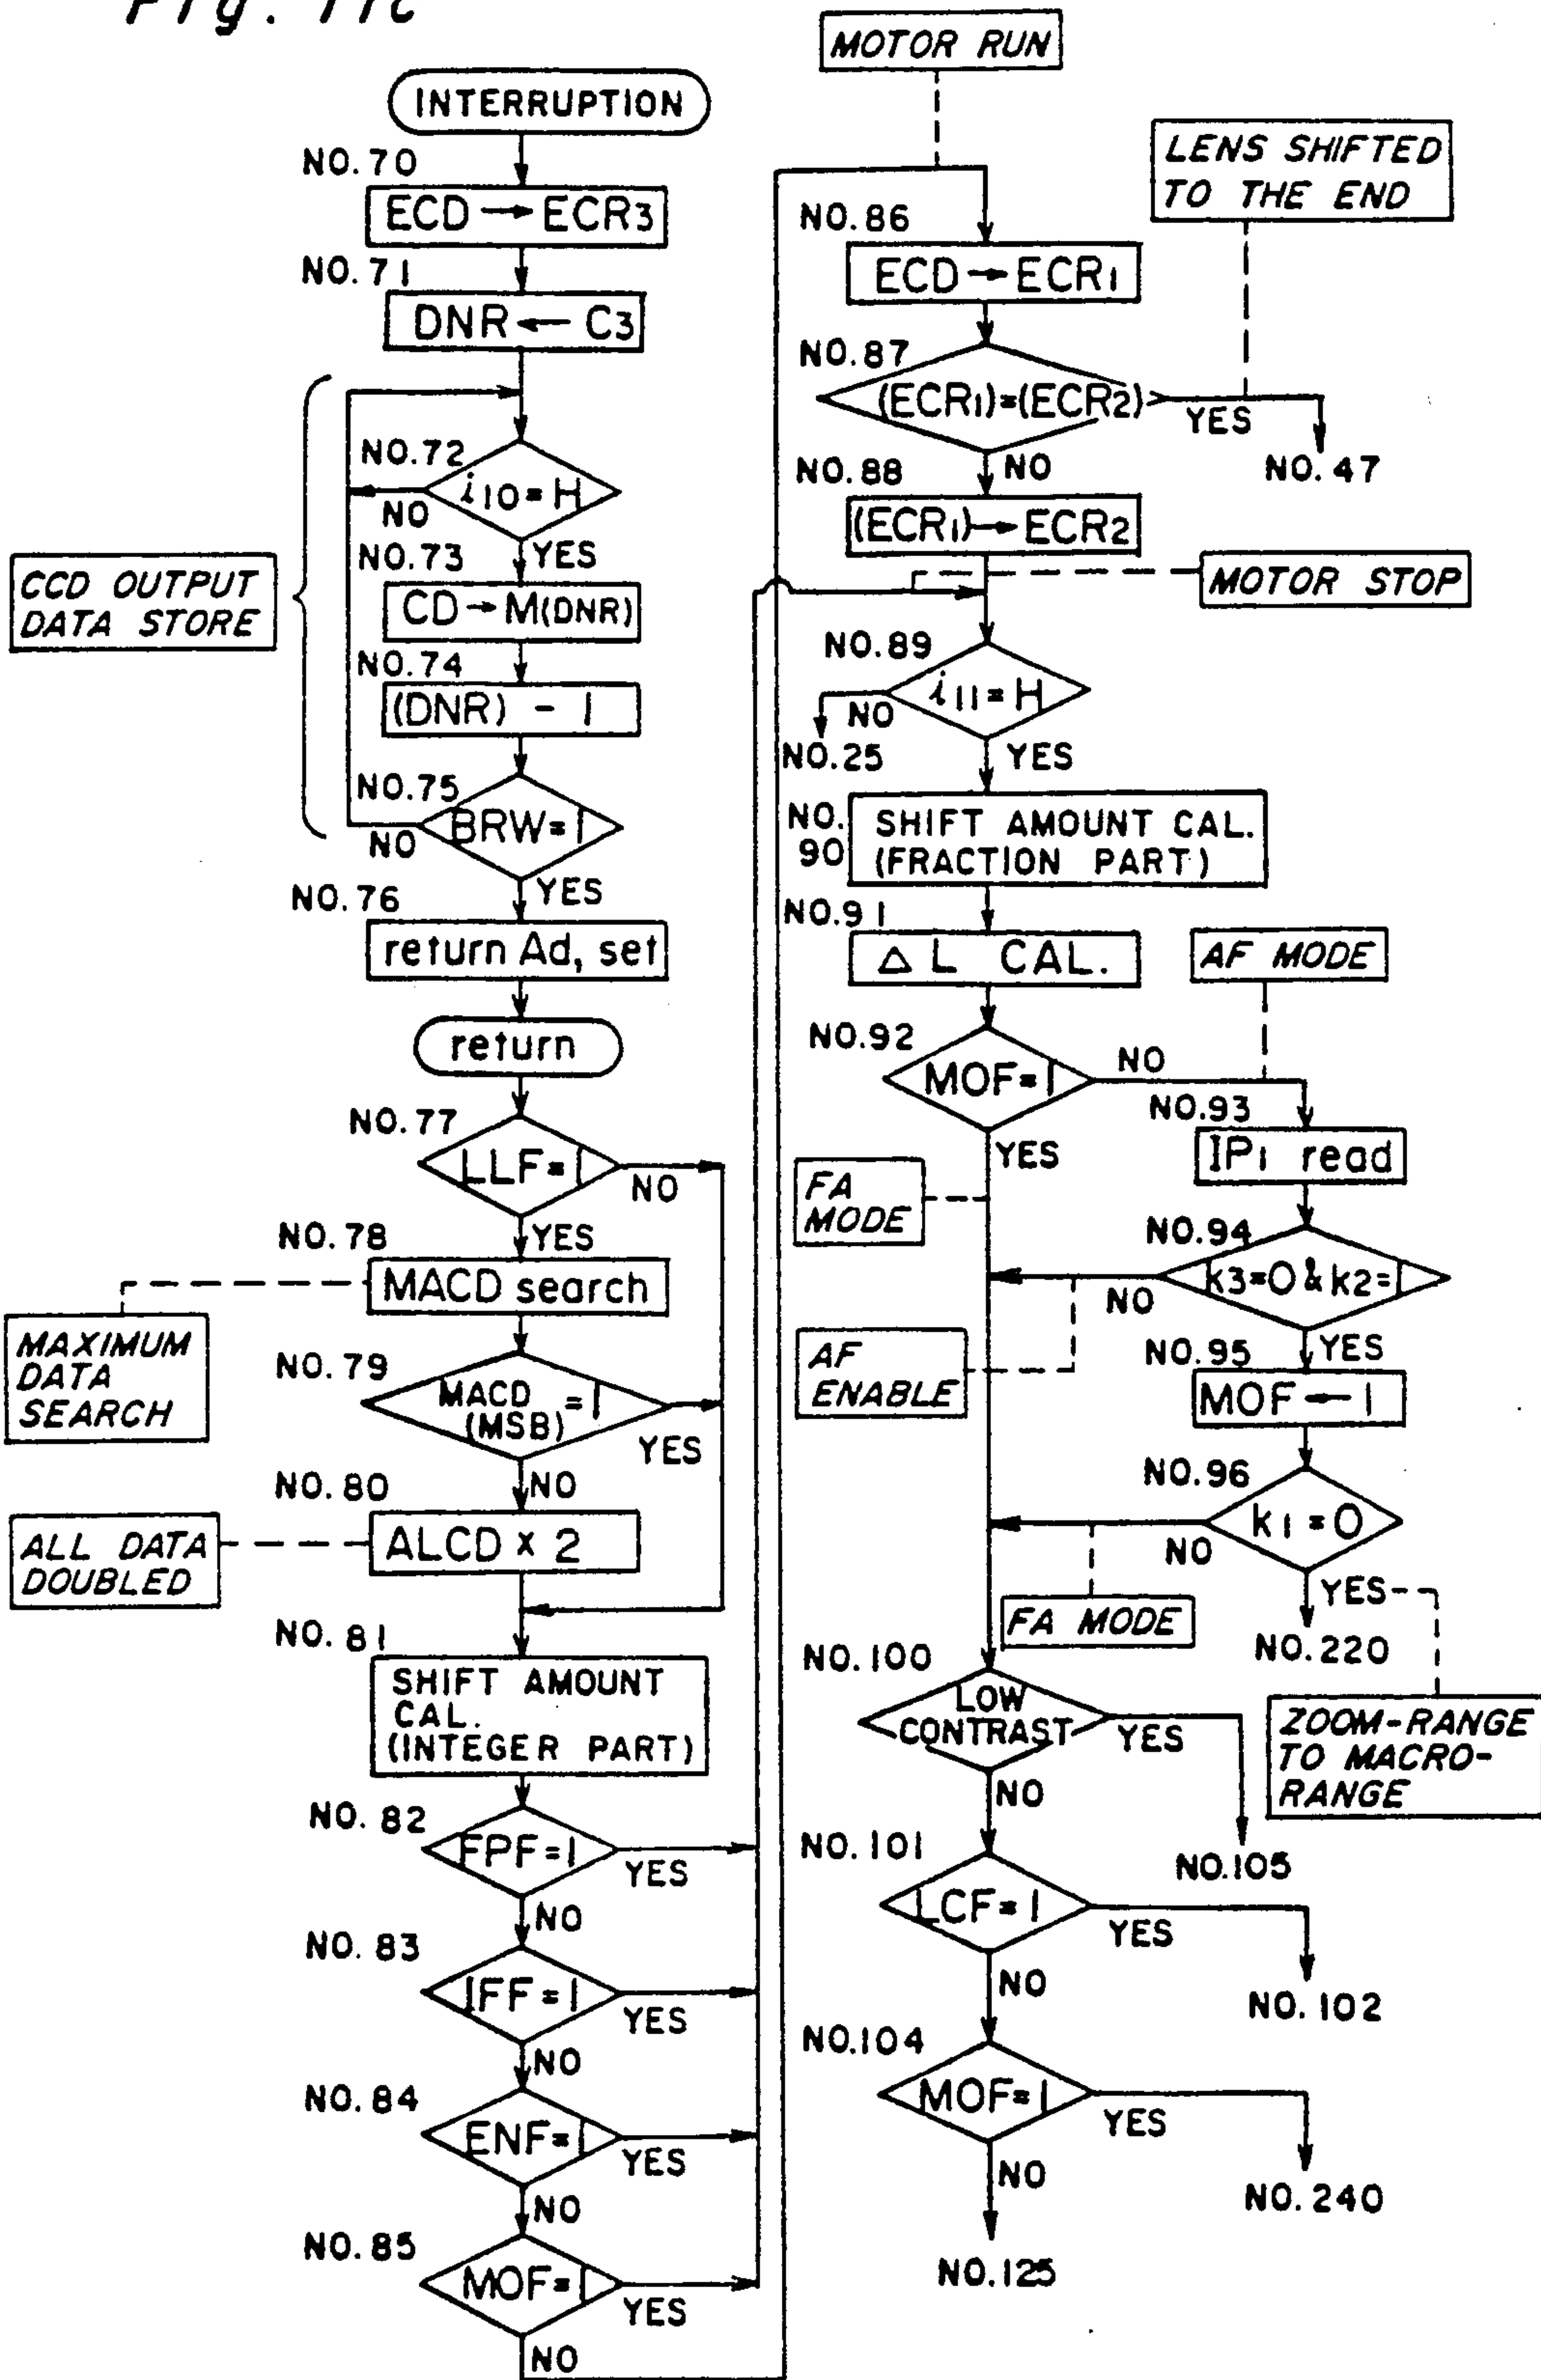 Fig. 11c
INTERRUPTION
NO.70
ECD → ECR3
NO.71
DNR ← C3
NO.72
i10=H
NO
YES
NO.73
CD→M(DNR)
NO.74
(DNR) - 1
NO.75
BRW=1
NO
YES
CCD OUTPUT
DATA STORE
NO.76
return Ad, set
return
NO.77
LLF=1
NO
YES
NO.78
MACD search
MAXIMUM
DATA
SEARCH
NO.79
MACD
(MSB) =1
YES
NO
NO.80
ALCD x 2
ALL DATA
DOUBLED
NO.81
SHIFT AMOUNT
CAL.
(INTEGER PART)
NO.82
FPF=1
YES
NO
NO.83
IFF=1
YES
NO
NO.84
ENF=1
YES
NO
NO.85
MOF=1
YES
NO
MOTOR RUN
LENS SHIFTED
TO THE END
NO.86
ECD→ECR1
NO.87
(ECR1)=(ECR2)
YES
NO.47
NO
NO.88
(ECR1)→ECR2
MOTOR STOP
NO.89
i11=H
NO
NO.25
YES
NO.
90
SHIFT AMOUNT CAL.
(FRACTION PART)
NO.91
△L CAL.
AF MODE
NO.92
MOF=1
NO
YES
NO.93
IP1 read
FA
MODE
NO.94
k3=0&k2=1
NO
YES
AF
ENABLE
NO.95
MOF←1
NO.96
k1=0
NO
YES
FA MODE
NO.220
ZOOM-RANGE
TO MACRO-
RANGE
NO.100
LOW
CONTRAST
YES
NO
NO.105
NO.101
LCF=1
YES
NO
NO.102
NO.104
MOF=1
YES
NO
NO.240
NO.125